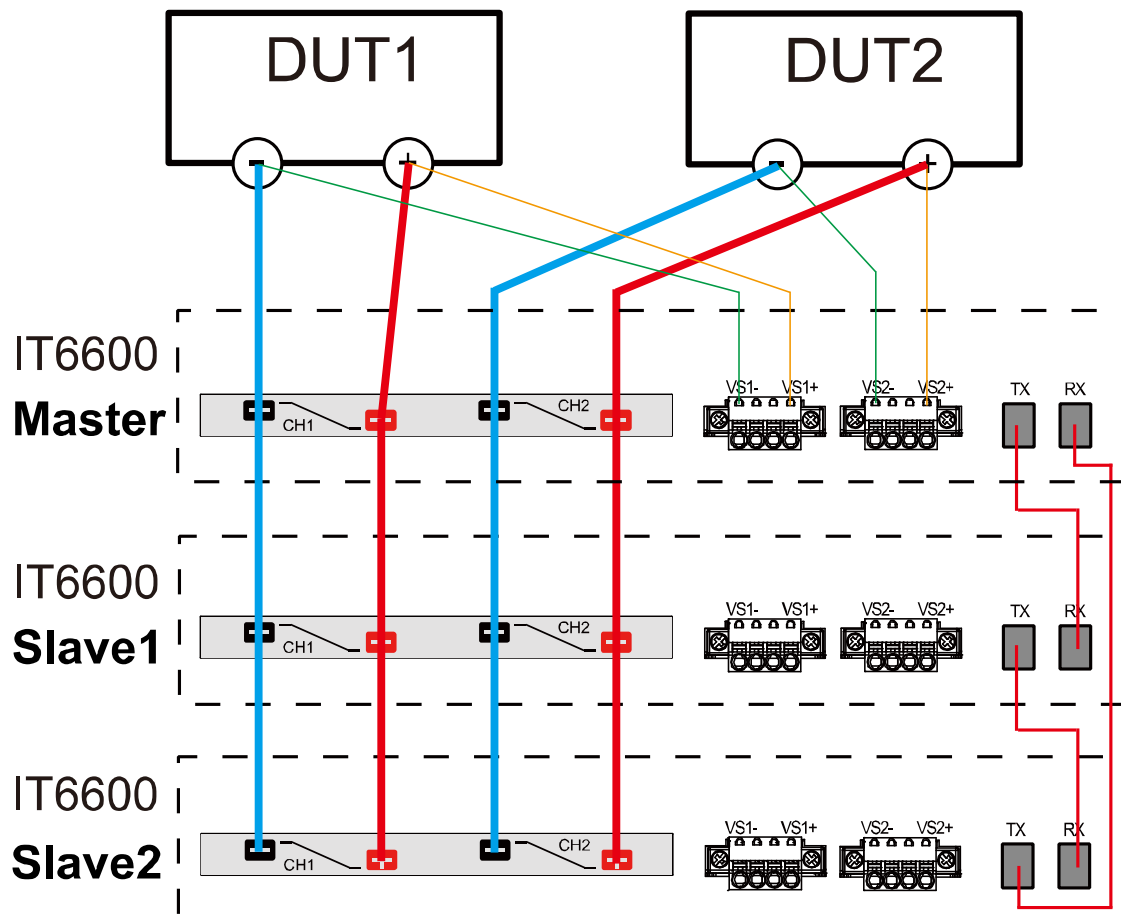 DUT1
DUT2
- +
- +
IT6600
Master
CH1
CH2
VS1- VS1+
VS2- VS2+
TX
RX
IT6600
Slave1
CH1
CH2
VS1- VS1+
VS2- VS2+
TX
RX
IT6600
Slave2
CH1
CH2
VS1- VS1+
VS2- VS2+
TX
RX